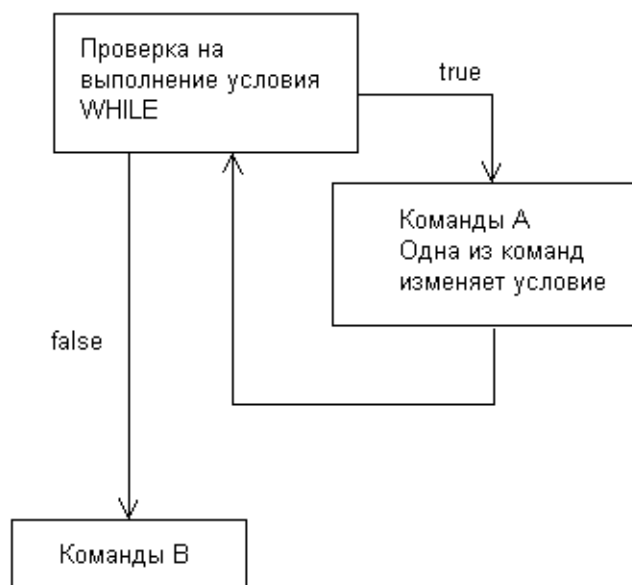 Проверка на
выполнение условия
WHILE
true
Команды А
Одна из команд
изменяет условие
false
Команды В